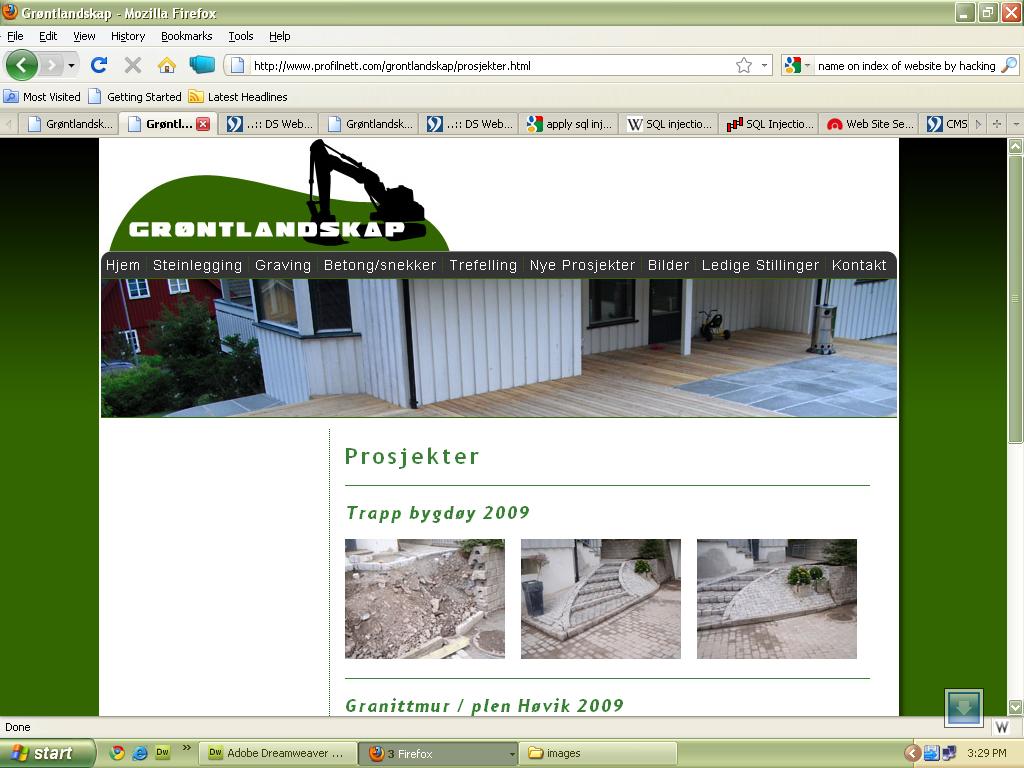 Grøntlandskap - Mozilla Firefox
File Edit View History Bookmarks Tools Help
http://www.profilnett.com/grontlandskap/prosjekter.html name on index of website by hacking
Most Visited Getting Started Latest Headlines
Grøntlandsk... Grøntl... ..:: DS Web... Grøntlandsk... ..:: DS Web... apply sql inj... SQL injectio... SQL Injectio... Web Site Se... CMS
GRØNTLANDSKAP
Hjem Steinlegging Graving Betong/snekker Trefelling Nye Prosjekter Bilder Ledige Stillinger Kontakt
Prosjekter
Trapp bygdøy 2009
Granittmur / plen Høvik 2009
Done
start Dw » Dw Adobe Dreamweaver ... 3 Firefox images 3:29 PM